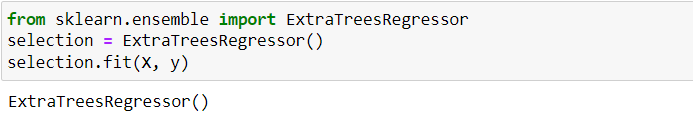 from sklearn.ensemble import ExtraTreesRegressor
selection = ExtraTreesRegressor()
selection.fit(X, y)
ExtraTreesRegressor()